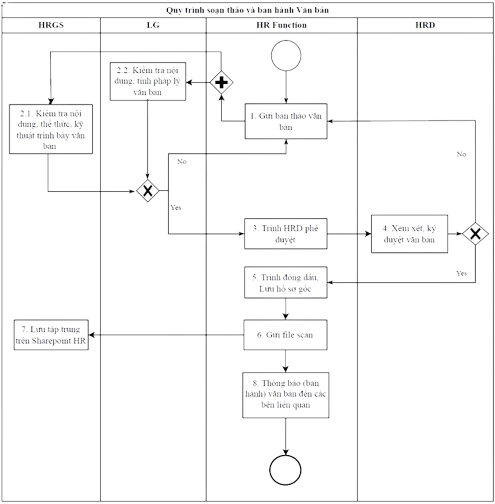 Quy trình soạn thảo và ban hành Văn bản
HRGS
LG
HR Function
HRD
2.2. Kiểm tra nội
dung, tính pháp lý
văn bản
2.1. Kiểm tra nội
dung, thể thức, kỹ
thuật trình bày văn
bản
1. Gửi bản thảo văn
bản
No
No
Yes
3. Trình HRD phê
duyệt
4. Xem xét, ký
duyệt văn bản
Yes
5. Trình đóng dấu,
Lưu hồ sơ gốc
7. Lưu tập trung
trên Sharepoint HR
6. Gửi file scan
8. Thông báo (ban
hành) văn bản đến các
bên liên quan